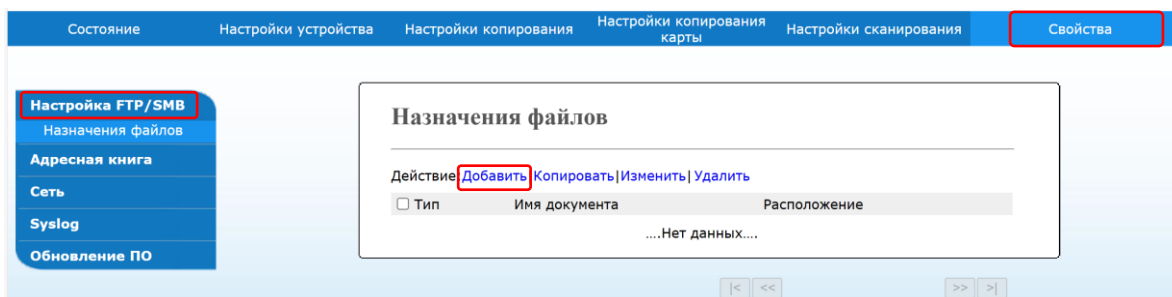 Состояние
Настройки устройства
Настройки копирования
Настройки копирования
карты
Настройки сканирования
Свойства
Настройка FTP/SMB
Назначения файлов
Адресная книга
Сеть
Syslog
Обновление ПО
Назначения файлов
Действие:Добавить|Копировать|Изменить|Удалить
Тип Имя документа Расположение
....Нет данных....
|< << >> >|